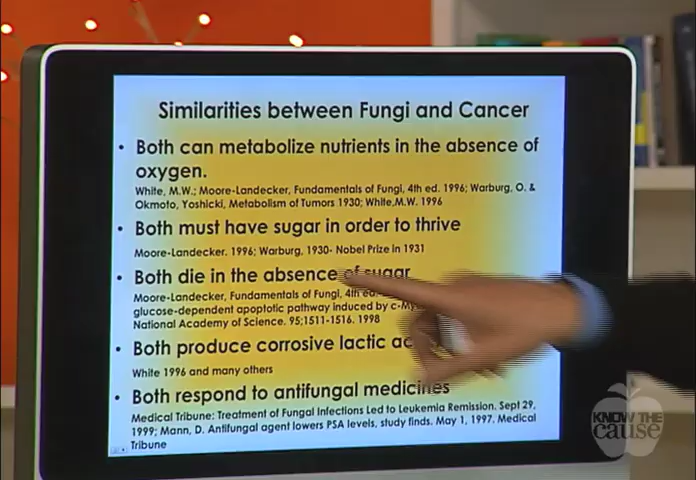 Similarities between Fungi and Cancer
• Both can metabolize nutrients in the absence of
oxygen.
White, M.W.; Moore-Landecker, Fundamentals of Fungi, 4th ed. 1996; Warburg, O. &
Okmoto, Yoshicki, Metabolism of Tumors 1930; White,M.W. 1996
• Both must have sugar in order to thrive
Moore-Landecker. 1996; Warburg, 1930- Nobel Prize in 1931
• Both die in the absence of sugar
Moore-Landecker, Fundamentals of Fungi, 4th ed.
glucose-dependent apoptotic pathway induced by
National Academy of Science. 95;1511-1516. 1998
• Both produce corrosive lactic
White 1996 and many others
• Both respond to antifungal medicines
Medical Tribune: Treatment of Fungal Infections Led to Leukemia Remission. Sept 29,
1999; Mann, D. Antifungal agent lowers PSA levels, study finds. May 1, 1997. Medical
Tribune
KNOW THE
cause